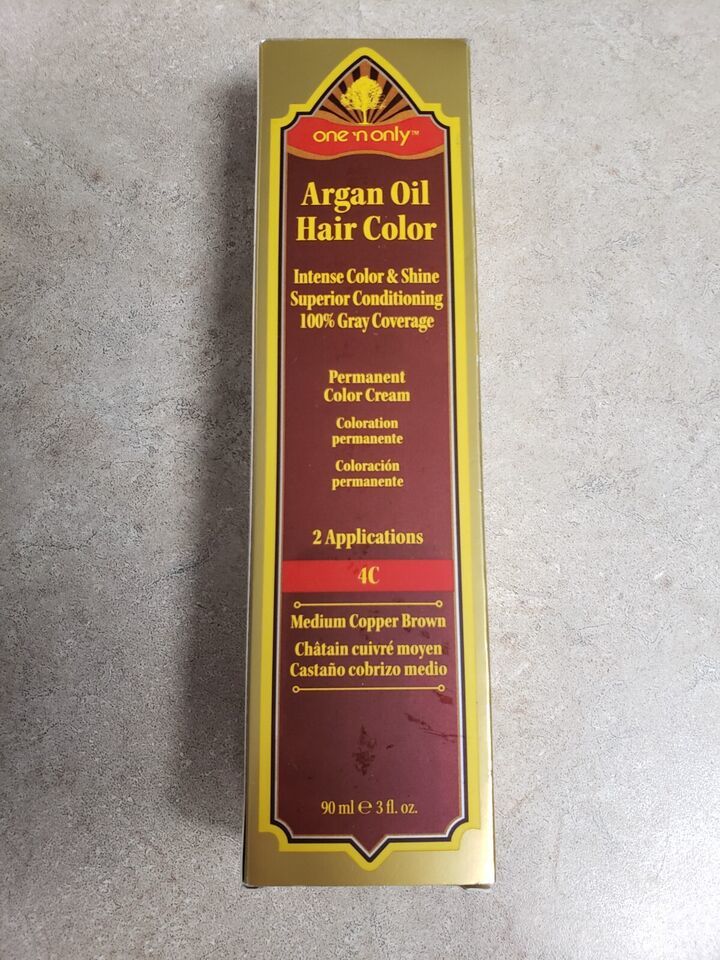 one 'n only™
Argan Oil
Hair Color
Intense Color & Shine
Superior Conditioning
100% Gray Coverage
Permanent
Color Cream
Coloration
permanente
Coloración
permanente
2 Applications
4C
Medium Copper Brown
Châtain cuivré moyen
Castaño cobrizo medio
90 ml ℮ 3 fl. oz.